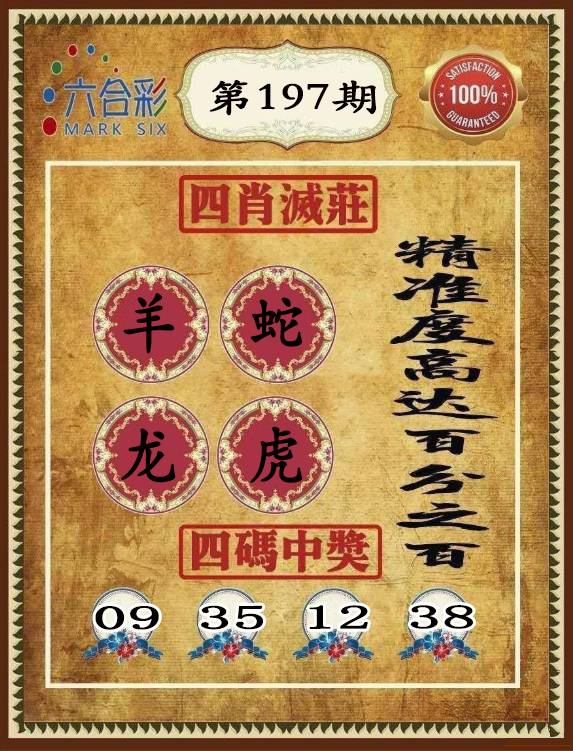 六合彩
MARK SIX
第197期
SATISFACTION
100%
GUARANTEED
四肖滅莊
羊 蛇
龙 虎
精准度高达百分之百
四碼中獎
09 35 12 38